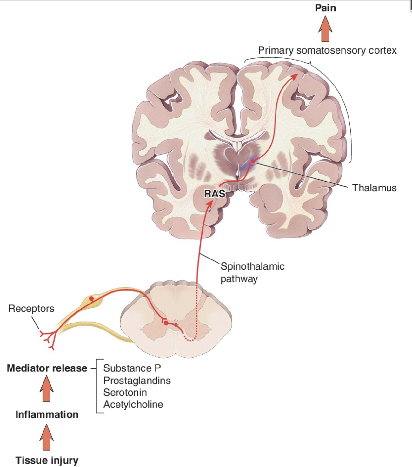 Pain
Primary somatosensory cortex
Thalamus
RAS
Spinothalamic
pathway
Receptors
Mediator release
Substance P
Prostaglandins
Serotonin
Acetylcholine
Inflammation
Tissue injury